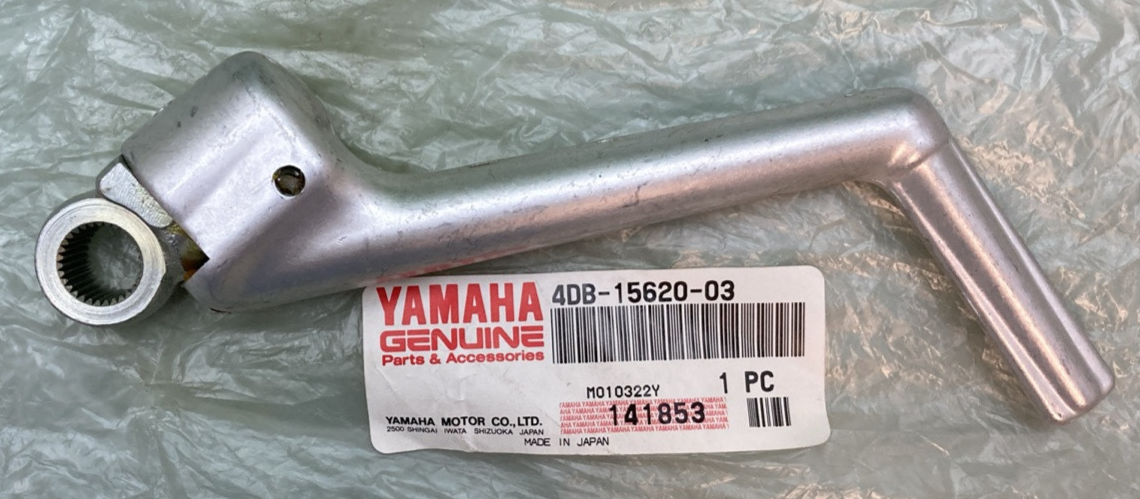 YAMAHA
GENUINE
Parts & Accessories
4DB-15620-03
M010322Y
1 PC
141853
YAMAHA MOTOR CO.,LTD.
2500 SHINGAI IWATA SHIZUOKA JAPAN
MADE IN JAPAN